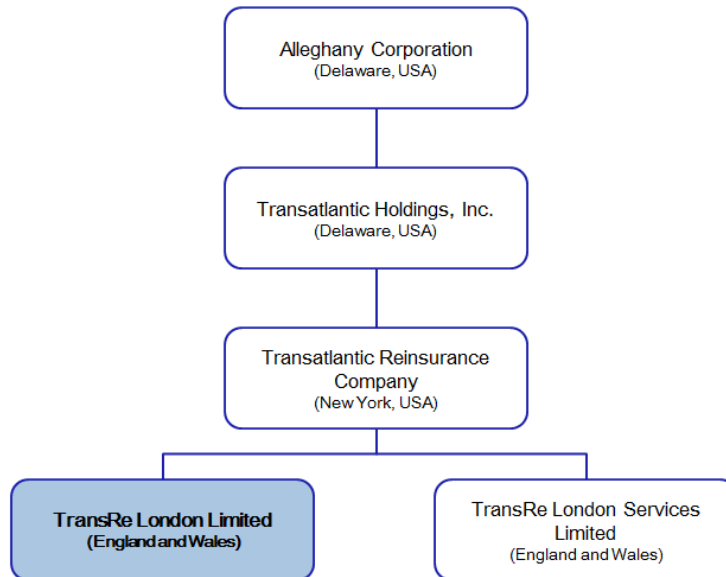 Alleghany Corporation
(Delaware, USA)
Transatlantic Holdings, Inc.
(Delaware, USA)
Transatlantic Reinsurance
Company
(New York, USA)
TransRe London Limited
(England and Wales)
TransRe London Services
Limited
(England and Wales)